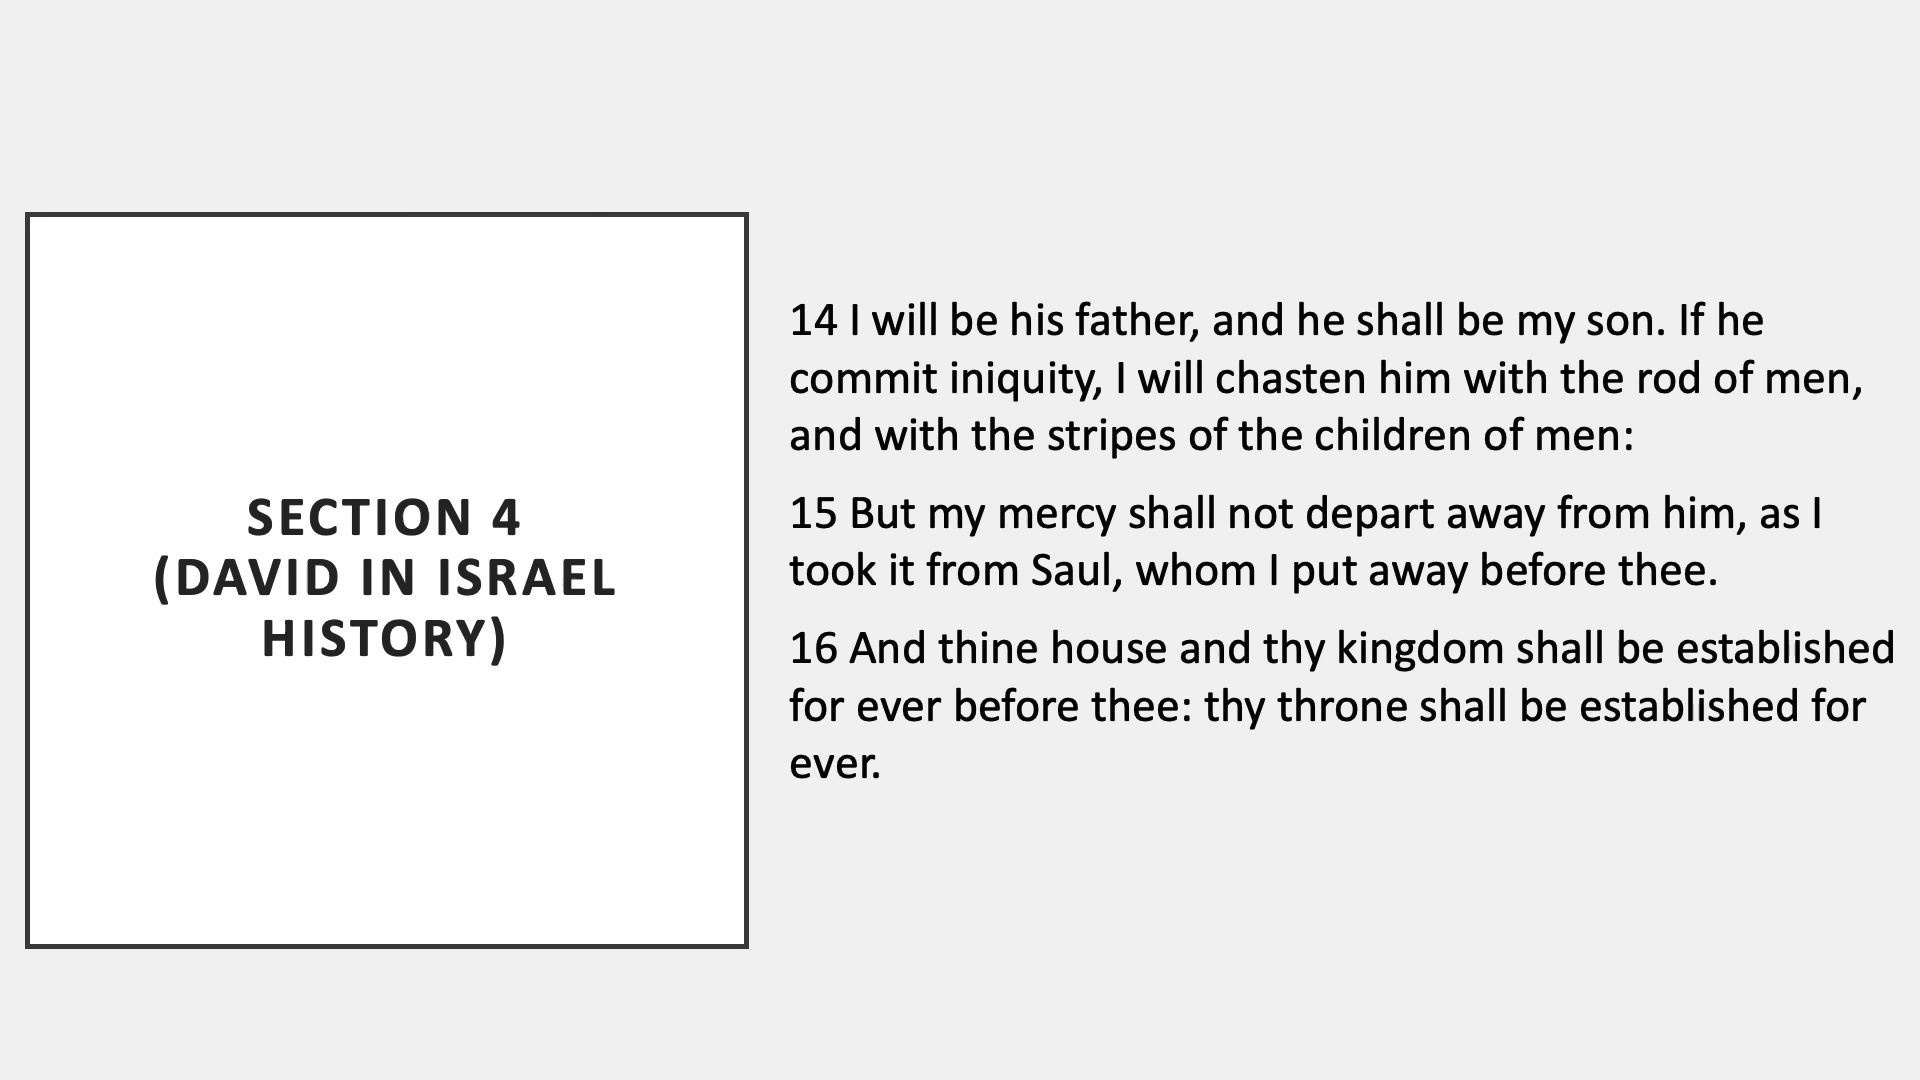 SECTION 4
(DAVID IN ISRAEL
HISTORY)
14 I will be his father, and he shall be my son. If he
commit iniquity, I will chasten him with the rod of men,
and with the stripes of the children of men:
15 But my mercy shall not depart away from him, as I
took it from Saul, whom I put away before thee.
16 And thine house and thy kingdom shall be established
for ever before thee: thy throne shall be established for
ever.